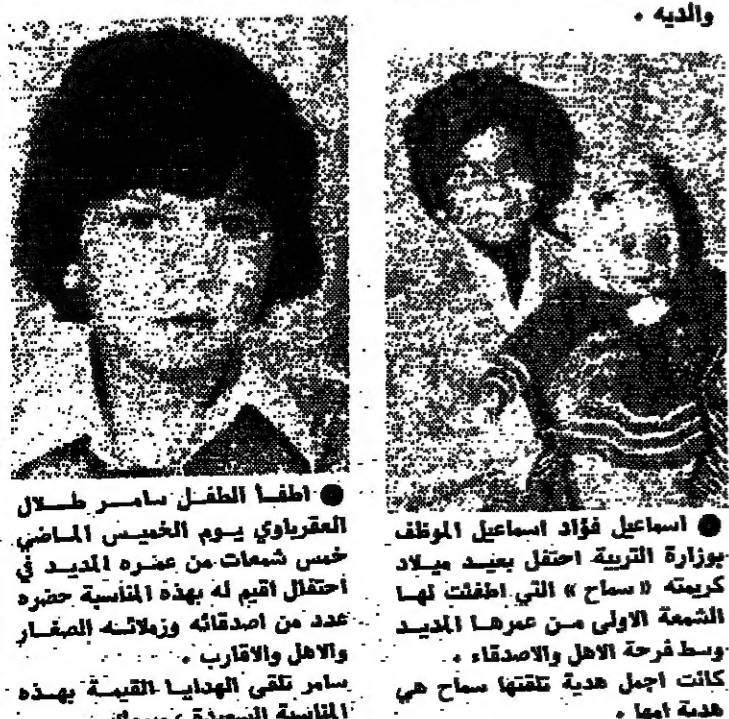 والديه .
● اسماعيل فؤاد اسماعيل الموظف
بوزارة التربية احتفل بعيد ميلاد
كريمته « سماح » التي اطفئت لها
الشمعة الاولى من عمرها المديد
وسط فرحة الاهل والاصدقاء .
كانت اجمل هدية تلقتها سماح هي
هدية امها .
● اطفأ الطفل سامر طلال
العقرباوي يوم الخميس الماضي
خمس شمعات من عمره المديد في
احتفال اقيم له بهذه المناسبة حضره
عدد من اصدقائه وزملائه الصغار
والاهل والاقارب .
سامر تلقى الهدايا القيمة بهذه
المناسبة السعيدة